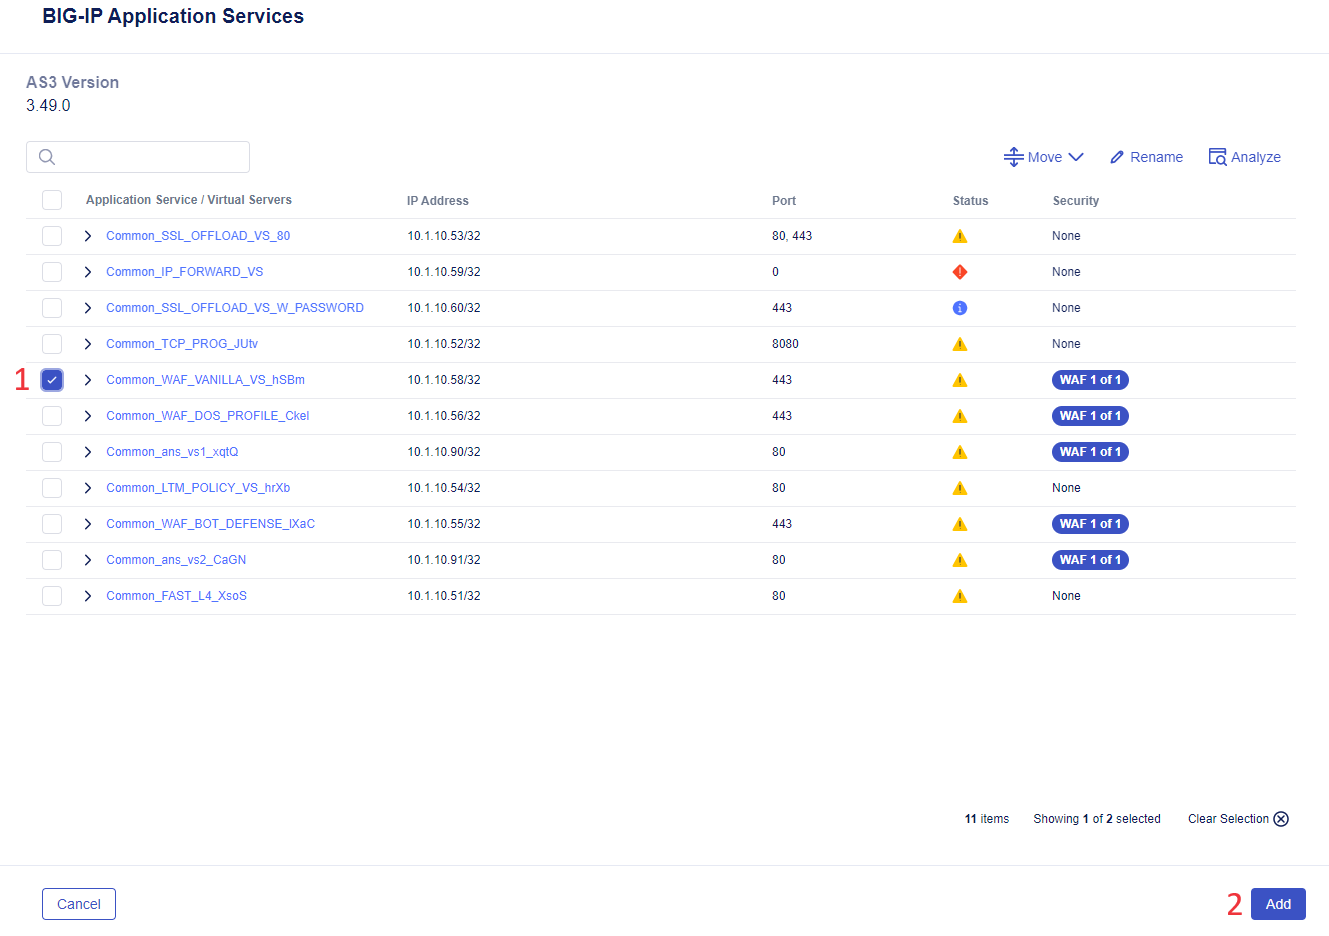 BIG-IP Application Services
AS3 Version
3.49.0
Move Rename Analyze
Application Service / Virtual Servers IP Address Port Status Security
Common_SSL_OFFLOAD_VS_80 10.1.10.53/32 80, 443 None
Common_IP_FORWARD_VS 10.1.10.59/32 0 None
Common_SSL_OFFLOAD_VS_W_PASSWORD 10.1.10.60/32 443 None
Common_TCP_PROG_JUtv 10.1.10.52/32 8080 None
1 Common_WAF_VANILLA_VS_hSBm 10.1.10.58/32 443 WAF 1 of 1
Common_WAF_DOS_PROFILE_Ckel 10.1.10.56/32 443 WAF 1 of 1
Common_ans_vs1_xqtQ 10.1.10.90/32 80 WAF 1 of 1
Common_LTM_POLICY_VS_hrXb 10.1.10.54/32 80 None
Common_WAF_BOT_DEFENSE_lXaC 10.1.10.55/32 443 WAF 1 of 1
Common_ans_vs2_CaGN 10.1.10.91/32 80 WAF 1 of 1
Common_FAST_L4_XsoS 10.1.10.51/32 80 None
11 items Showing 1 of 2 selected Clear Selection
Cancel 2 Add